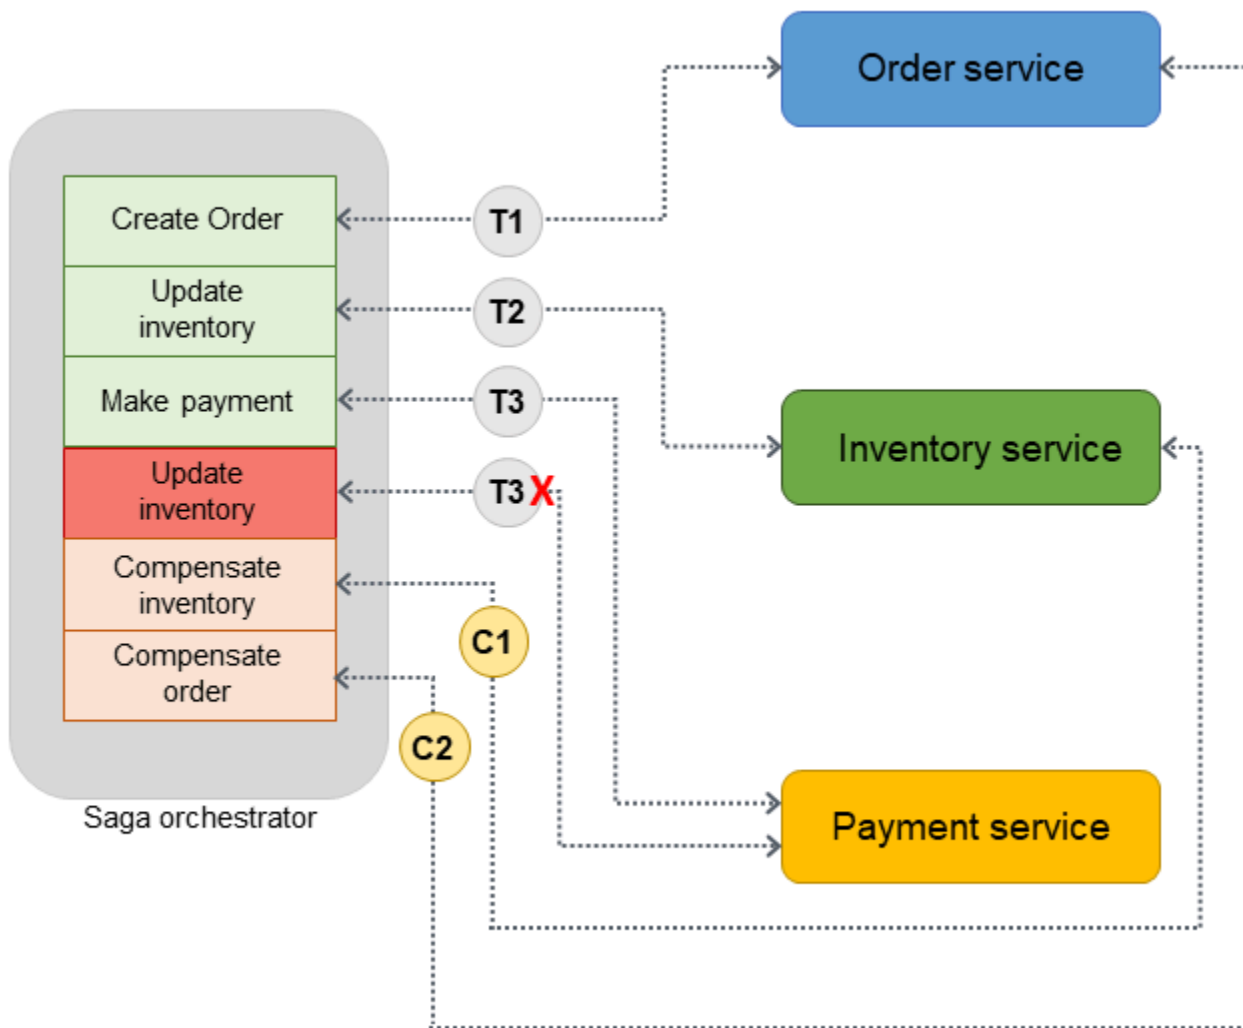 Order service
Create Order
T1
Update
inventory
T2
Make payment
T3
Inventory service
Update
inventory
T3
X
Compensate
inventory
C1
Compensate
order
C2
Saga orchestrator
Payment service